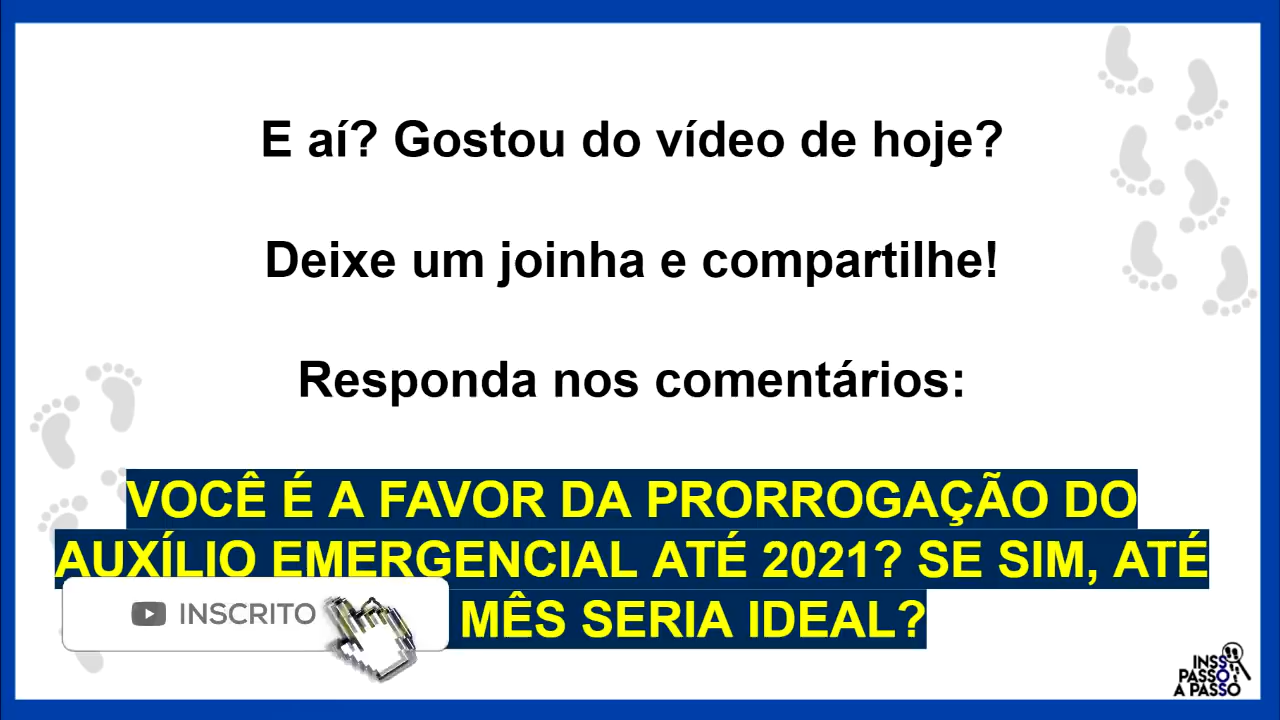 E aí? Gostou do vídeo de hoje?
Deixe um joinha e compartilhe!
Responda nos comentários:
VOCÊ É A FAVOR DA PRORROGAÇÃO DO
AUXÍLIO EMERGENCIAL ATÉ 2021? SE SIM, ATÉ
MÊS SERIA IDEAL?
INSCRITO
INSS
PASSO
A PASSO